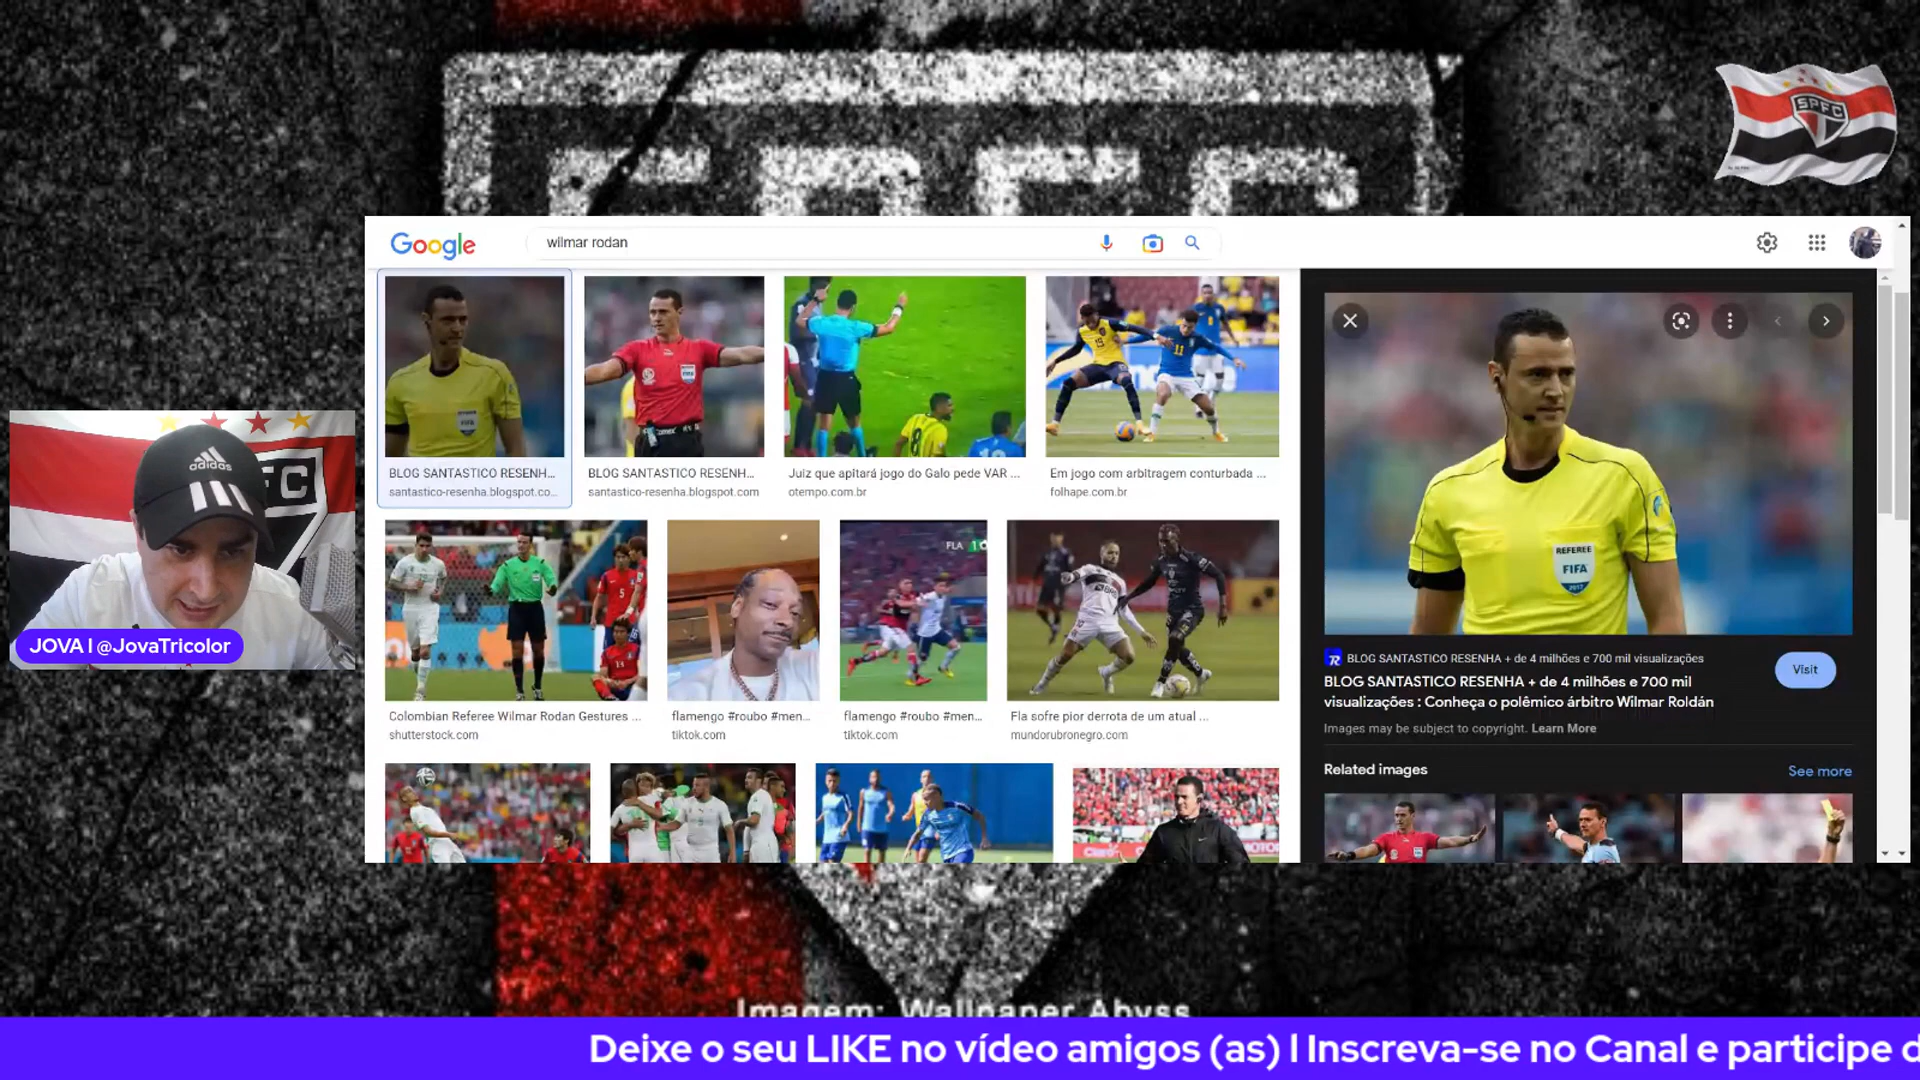 SPFC
Google
wilmar rodan
BLOG SANTASTICO RESENH...
santastico-resenha.blogspot.co...
BLOG SANTASTICO RESENH...
santastico-resenha.blogspot.com
Juiz que apitará jogo do Galo pede VAR ...
otempo.com.br
Em jogo com arbitragem conturbada ...
folhape.com.br
REFEREE
FIFA
2017
adidas
FC
JOVA | @JovaTricolor
FLA 1
Colombian Referee Wilmar Rodan Gestures ...
shutterstock.com
flamengo #roubo #men...
tiktok.com
flamengo #roubo #men...
tiktok.com
Fla sofre pior derrota de um atual ...
mundorubronegro.com
BLOG SANTASTICO RESENHA + de 4 milhões e 700 mil visualizações
Visit
BLOG SANTASTICO RESENHA + de 4 milhões e 700 mil
visualizações : Conheça o polêmico árbitro Wilmar Roldán
Images may be subject to copyright. Learn More
Related images
See more
Imagem: Wallpaper Abyss
Deixe o seu LIKE no vídeo amigos (as) | Inscreva-se no Canal e participe d